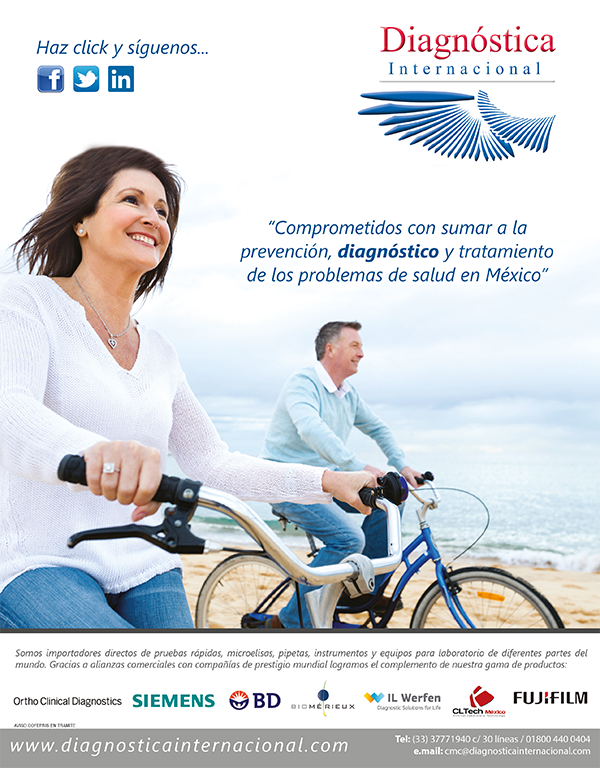 Haz click y síguenos...
Diagnóstica
Internacional
“Comprometidos con sumar a la
prevención, diagnóstico y tratamiento
de los problemas de salud en México”
Somos importadores directos de pruebas rápidas, microelisas, pipetas, instrumentos y equipos para laboratorio de diferentes partes del
mundo. Gracias a alianzas comerciales con compañías de prestigio mundial logramos el complemento de nuestra gama de productos:
Ortho Clinical Diagnostics SIEMENS BD BIOMÉRIEUX IL Werfen Diagnostic Solutions for Life CLTech México FUJIFILM
AVISO COFEPRIS EN TRAMITE
www.diagnosticainternacional.com
Tel: (33) 37771940 c/ 30 líneas / 01800 440 0404
e.mail: cmc@diagnosticainternacional.com